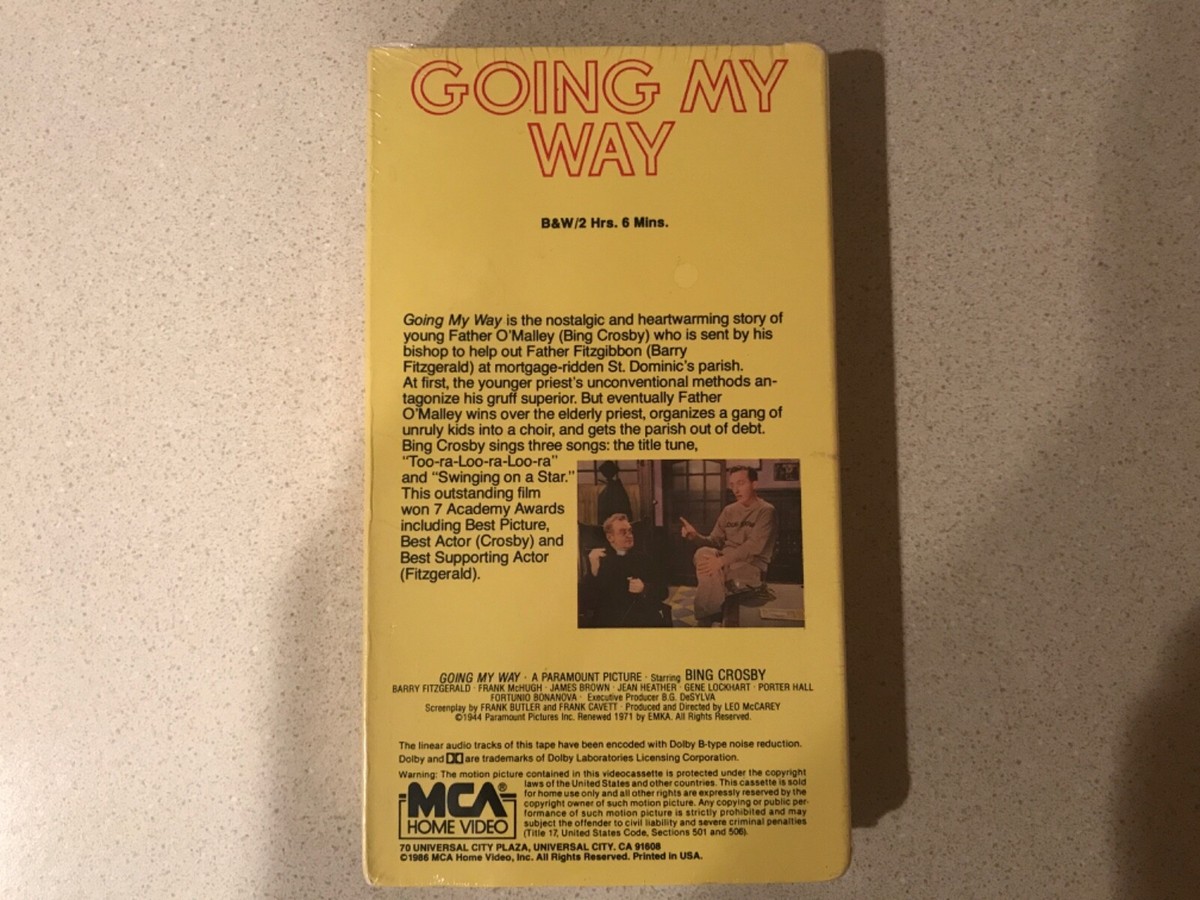 GOING MY
WAY
B&W/2 Hrs. 6 Mins.
Going My Way is the nostalgic and heartwarming story of
young Father O'Malley (Bing Crosby) who is sent by his
bishop to help out Father Fitzgibbon (Barry
Fitzgerald) at mortgage-ridden St. Dominic's parish.
At first, the younger priest's unconventional methods an-
tagonize his gruff superior. But eventually Father
O'Malley wins over the elderly priest, organizes a gang of
unruly kids into a choir, and gets the parish out of debt.
Bing Crosby sings three songs: the title tune,
"Too-ra-Loo-ra-Loo-ra"
and "Swinging on a Star."
This outstanding film
won 7 Academy Awards
including Best Picture,
Best Actor (Crosby) and
Best Supporting Actor
(Fitzgerald).
GOING MY WAY · A PARAMOUNT PICTURE · Starring BING CROSBY
BARRY FITZGERALD · FRANK McHUGH · JAMES BROWN · JEAN HEATHER · GENE LOCKHART · PORTER HALL
FORTUNIO BONANOVA · Executive Producer B.G. DeSYLVA
Screenplay by FRANK BUTLER and FRANK CAVETT · Produced and Directed by LEO McCAREY
©1944 Paramount Pictures Inc. Renewed 1971 by EMKA. All Rights Reserved.
The linear audio tracks of this tape have been encoded with Dolby B-type noise reduction.
Dolby and are trademarks of Dolby Laboratories Licensing Corporation.
Warning: The motion picture contained in this videocassette is protected under the copyright
laws of the United States and other countries. This cassette is sold
for home use only and all other rights are expressly reserved by the
copyright owner of such motion picture. Any copying or public per-
formance of such motion picture is strictly prohibited and may
subject the offender to civil liability and severe criminal penalties
(Title 17, United States Code, Sections 501 and 506).
MCA®
HOME VIDEO
70 UNIVERSAL CITY PLAZA, UNIVERSAL CITY, CA 91608
©1986 MCA Home Video, Inc. All Rights Reserved. Printed in USA.